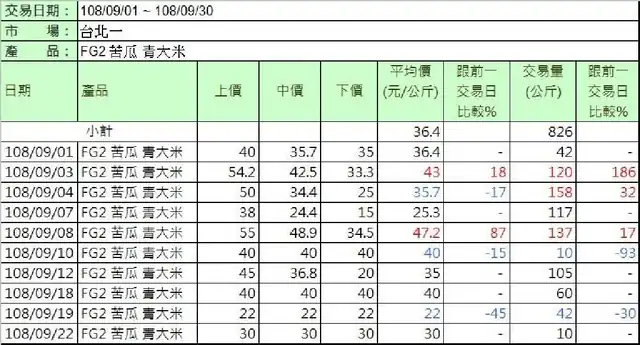 交易日期： 108/09/01 ~ 108/09/30
市　　場： 台北一
產　　品： FG2 苦瓜 青大米
日期 產品 上價 中價 下價 平均價(元/公斤) 跟前一交易日比較% 交易量(公斤) 跟前一交易日比較%
小計 36.4 826
108/09/01 FG2 苦瓜 青大米 40 35.7 35 36.4 - 42 -
108/09/03 FG2 苦瓜 青大米 54.2 42.5 33.3 43 18 120 186
108/09/04 FG2 苦瓜 青大米 50 34.4 25 35.7 -17 158 32
108/09/07 FG2 苦瓜 青大米 38 24.4 15 25.3 - 117 -
108/09/08 FG2 苦瓜 青大米 55 48.9 34.5 47.2 87 137 17
108/09/10 FG2 苦瓜 青大米 40 40 40 40 -15 10 -93
108/09/12 FG2 苦瓜 青大米 45 36.8 20 35 - 105 -
108/09/18 FG2 苦瓜 青大米 40 40 40 40 - 60 -
108/09/19 FG2 苦瓜 青大米 22 22 22 22 -45 42 -30
108/09/22 FG2 苦瓜 青大米 30 30 30 30 - 10 -